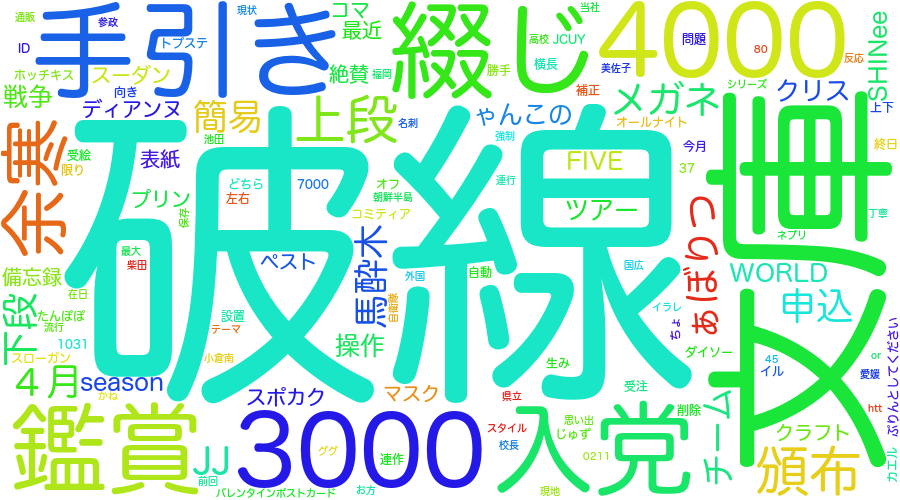 通販
現状
参政
手引き
トプステ
コマ
最近
綴じ
当社
高校
JCUY
横長
4000
問題
80
反応
SHINee
ID
ホッチキス
スーダン
向き
絶賛
福岡
勝手
美佐子
シリーズ
クリス
上下
戦争
ディアンヌ
簡易
上段
名刺
ゃんこの
補正
オールナイト
メガネ
文庫
余寒
受絵
限り
表紙
池田
破線
強制
FIVE
今月
37
終日
プリン
どちら
左右
7000
オフ
朝鮮半島
運行
ツアー
あぼりつ
丁寧
保存
コミティア
ネプリ
備忘録
在日
最大
柴田
ペスト
馬酔木
外国
自動
国広
WORLD
申込
下段
たんぽぽ
流行
設置
テーマ
イラレ
ちょ
1031
スローガン
小倉南
操作
生み
ダイソー
45
イル
or
愛媛
ぷりんとしてください
4月
season
かね
スポカク
マスク
県立
受注
削除
チーム
htt
鑑賞
JJ
前回
3000
ググ
連作
スタイル
校長
入党
思い出
じゅず
0211
現地
クラフト
頒布
カエル
バレンタインポストカード
お方